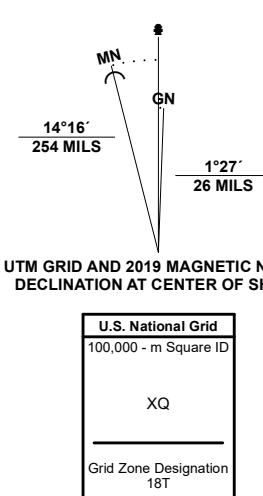 MN
GN
14°16´
254 MILS
1°27´
26 MILS
UTM GRID AND 2019 MAGNETIC
DECLINATION AT CENTER OF
U.S. National Grid
100,000 - m Square ID
XQ
Grid Zone Designation
18T